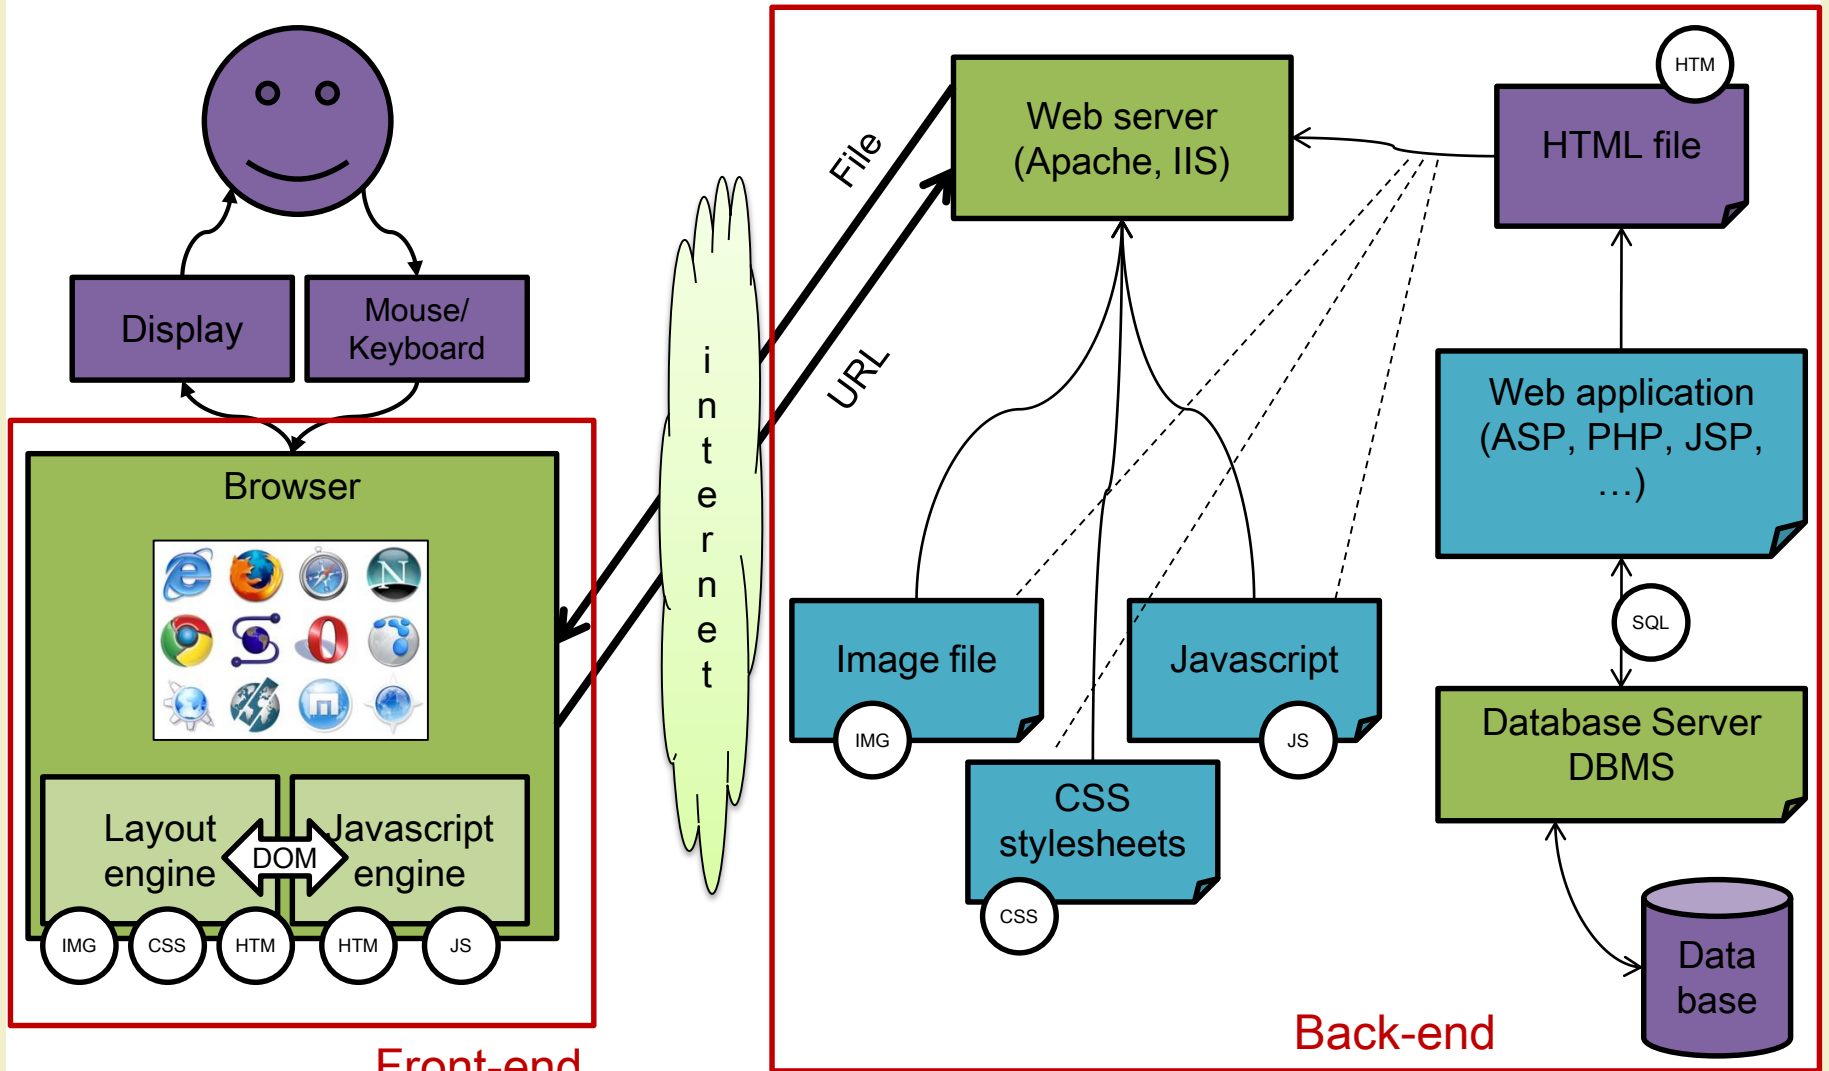 Display
Mouse/
Keyboard
Browser
N
Layout
engine
DOM
Javascript
engine
IMG
CSS
HTM
HTM
JS
Front-end
i
n
t
e
r
n
e
t
File
URL
Web server
(Apache, IIS)
HTM
HTML file
Web application
(ASP, PHP, JSP,
…)
SQL
Image file
IMG
Javascript
JS
CSS
stylesheets
CSS
Database Server
DBMS
Data
base
Back-end